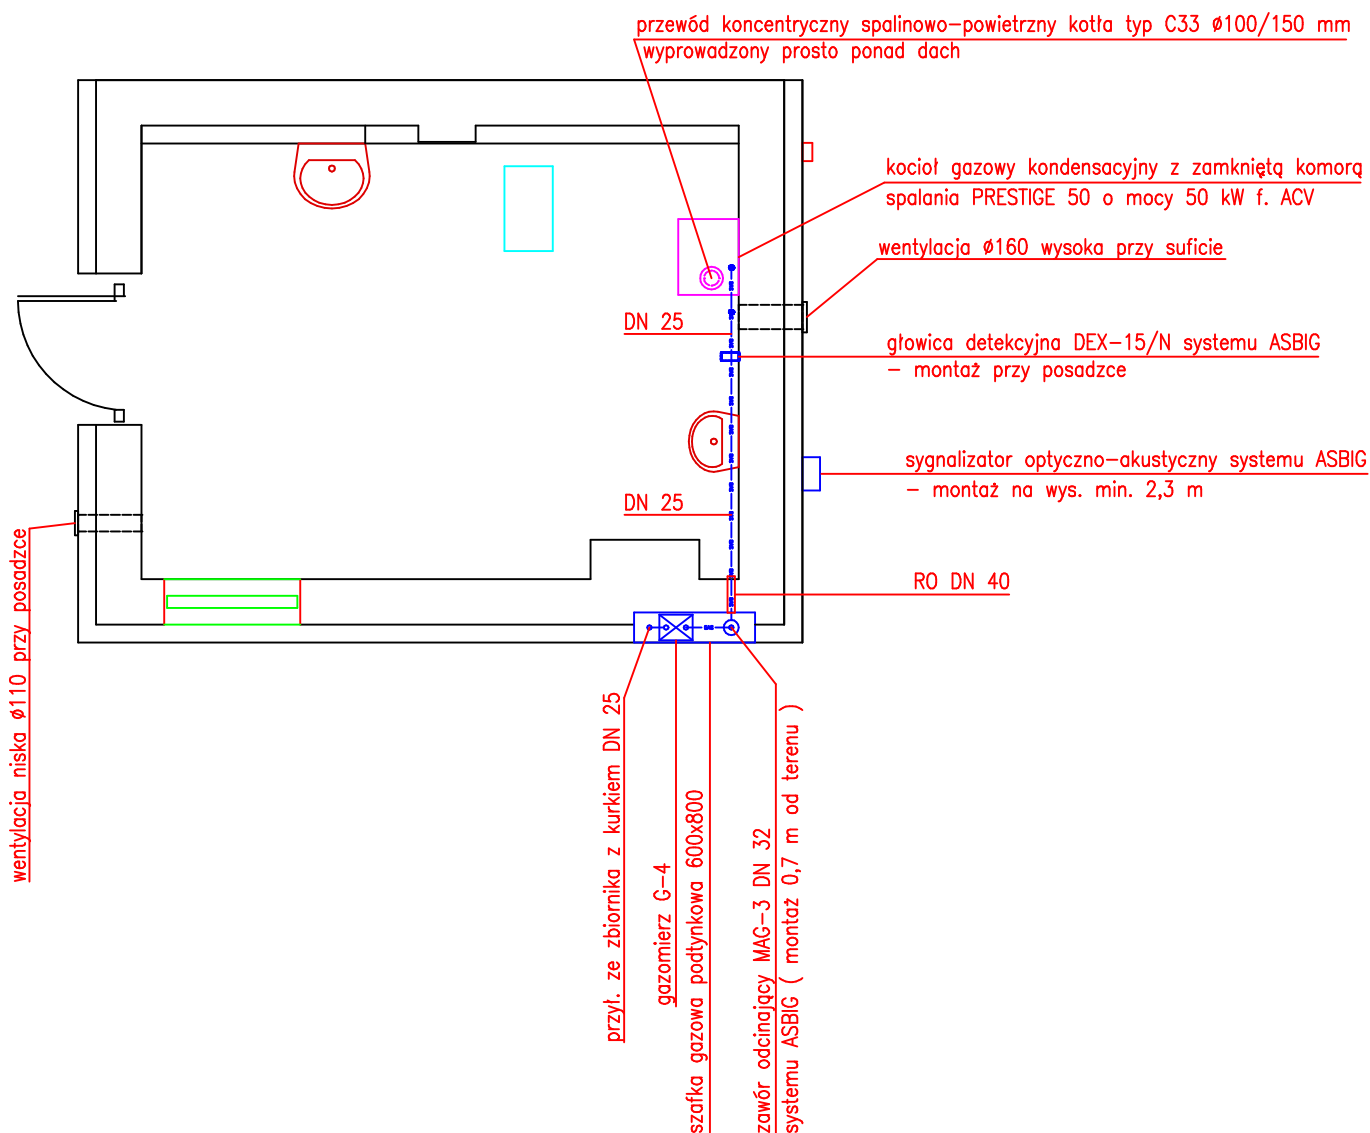 przewód koncentryczny spalinowo-powietrzny kotła typ C33 ø100/150 mm
wyprowadzony prosto ponad dach
kocioł gazowy kondensacyjny z zamkniętą komorą
spalania PRESTIGE 50 o mocy 50 kW f. ACV
wentylacja ø160 wysoka przy suficie
DN 25
głowica detekcyjna DEX-15/N systemu ASBIG
- montaż przy posadzce
sygnalizator optyczno-akustyczny systemu ASBIG
- montaż na wys. min. 2,3 m
DN 25
RO DN 40
wentylacja niska ø110 przy posadzce
przył. ze zbiornika z kurkiem DN 25
gazomierz G-4
szafka gazowa podtynkowa 600x800
zawór odcinający MAG-3 DN 32
systemu ASBIG ( montaż 0,7 m od terenu )